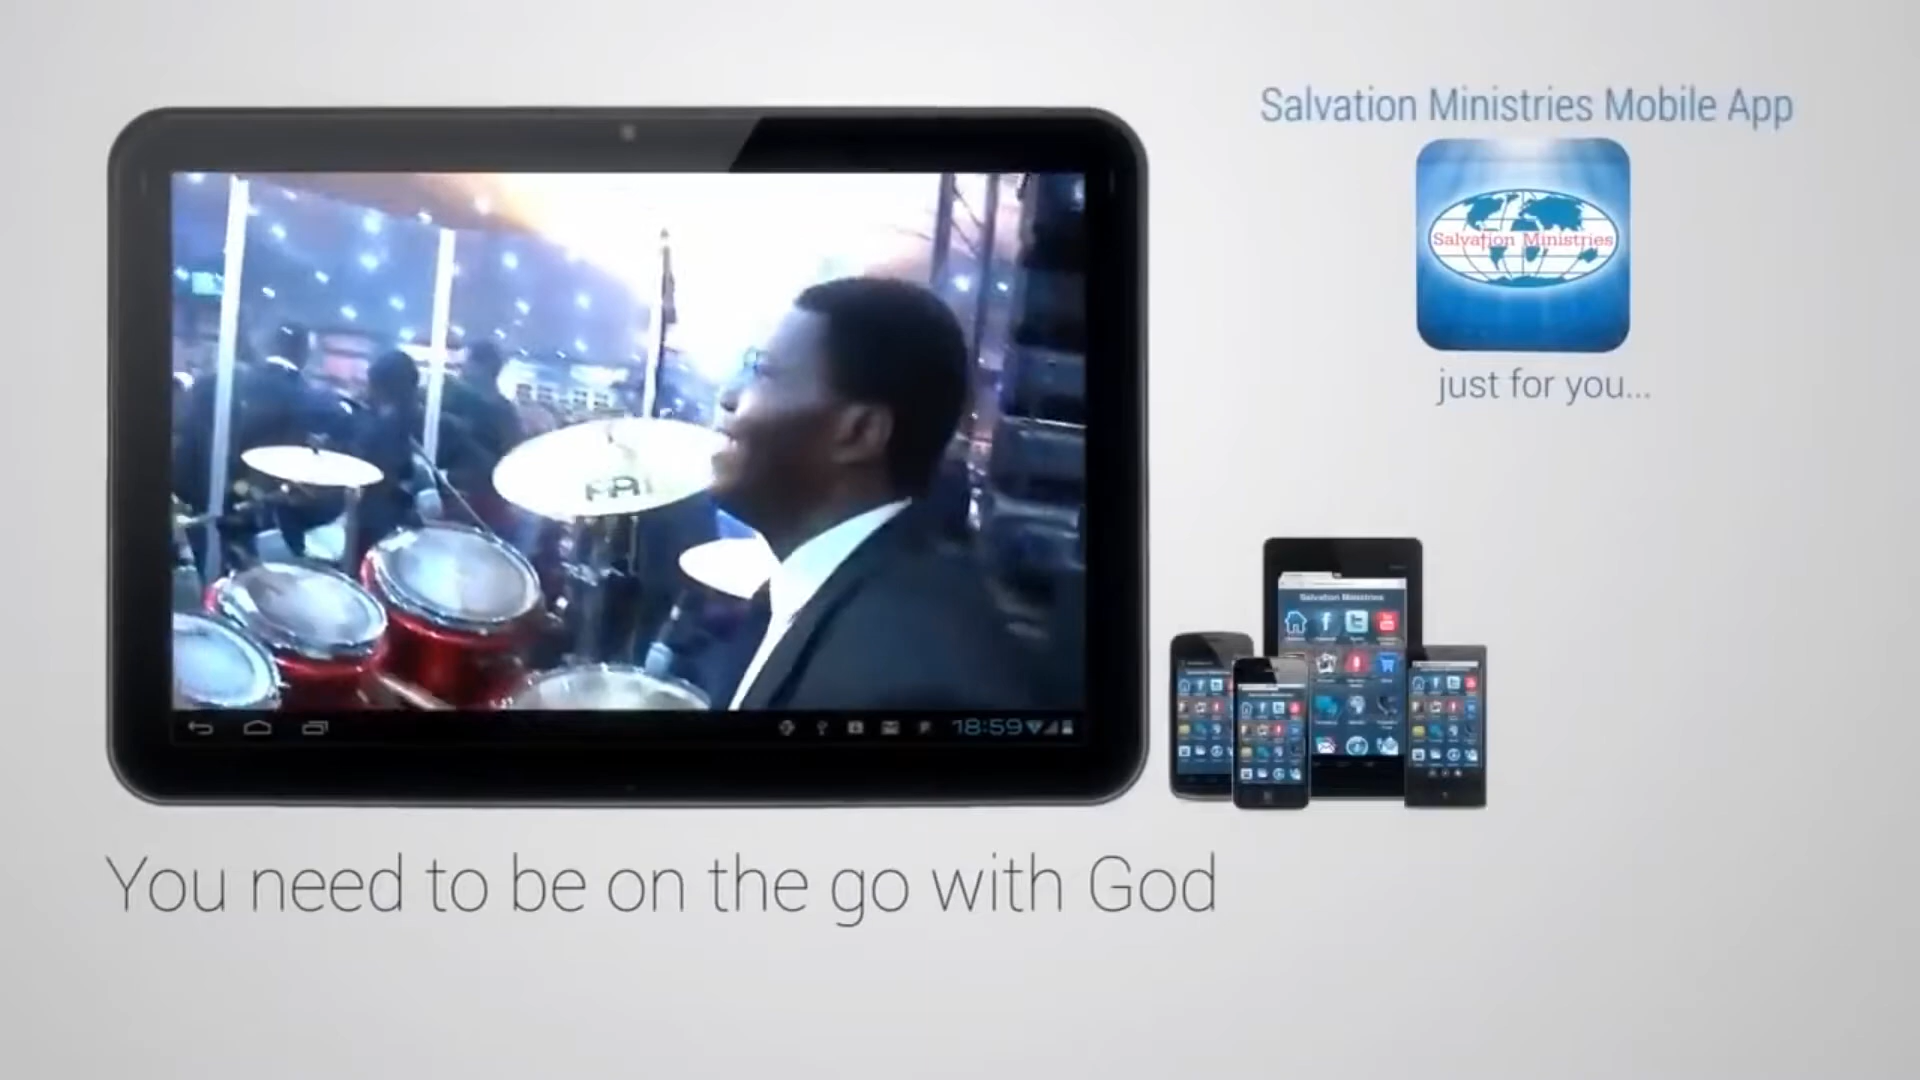 Salvation Ministries Mobile App
Salvation Ministries
just for you...
18:59
Salvation Ministries
You need to be on the go with God